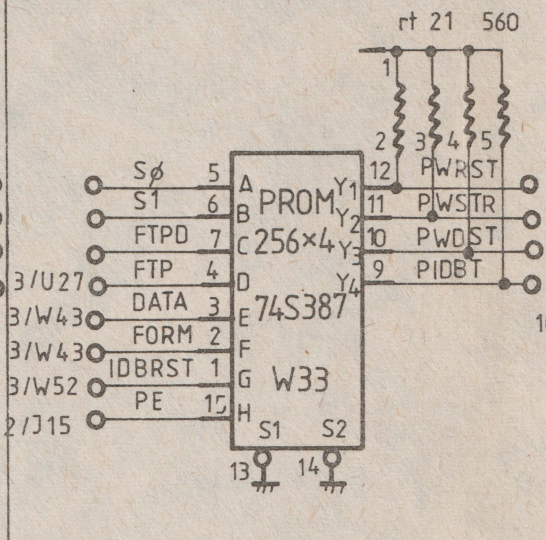 rt 21 560
1
2 3 4 5
SØ 5 A PROM Y1 12 PWRST
S1 6 B 256×4 Y2 11 PWSTR
FTPD 7 C Y3 10 PWDST
3/U27 FTP 4 D 74S387 Y4 9 PIDBT
3/W43 DATA 3 E
3/W43 FORM 2 F
3/W52 IDBRST 1 G W33
2/J15 PE 15 H
S1 S2
13 14